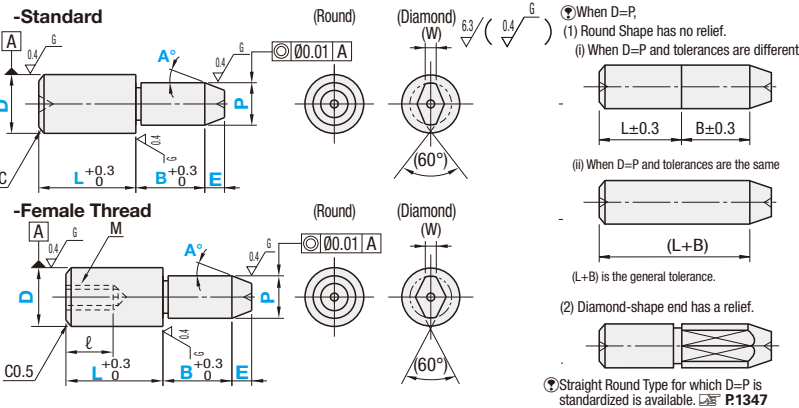 -Standard
(Round)
(Diamond)
(W)
6.3 ( 0.4 G )
A
0.4 G
A°
0.4 G
◎ Ø0.01 A
D
P
C
0.4 G
L +0.3 0
B +0.3 0
E
(60°)
-Female Thread
(Round)
(Diamond)
(W)
A
0.4 G
M
A°
0.4 G
◎ Ø0.01 A
D
P
ℓ
0.4 G
C0.5
L +0.3 0
B +0.3 0
E
(60°)
When D=P,
(1) Round Shape has no relief.
(i) When D=P and tolerances are different
L±0.3
B±0.3
(ii) When D=P and tolerances are the same
(L+B)
(L+B) is the general tolerance.
(2) Diamond-shape end has a relief.
Straight Round Type for which D=P is
standardized is available. P.1347